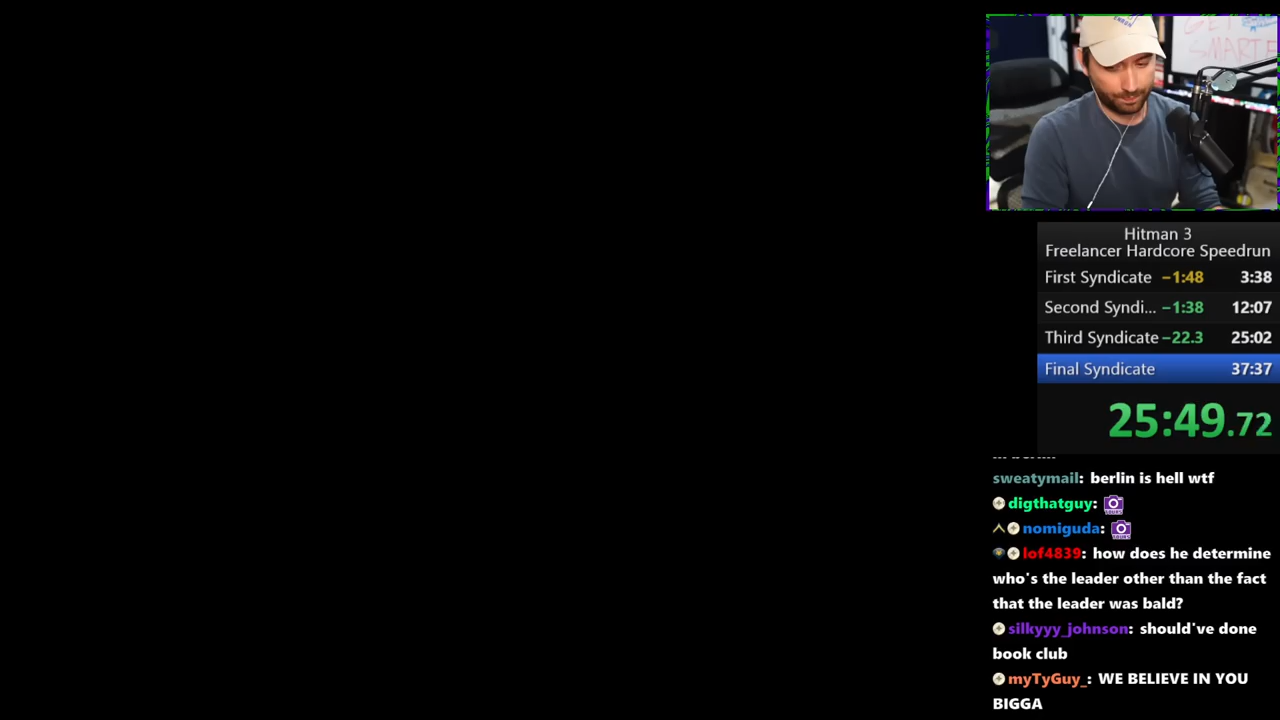 GET
SMART
Hitman 3
Freelancer Hardcore Speedrun
First Syndicate −1:48 3:38
Second Syndi... −1:38 12:07
Third Syndicate −22.3 25:02
Final Syndicate 37:37
25:49.72
sweatymail: berlin is hell wtf
digthatguy:
nomiguda:
lof4839: how does he determine
who's the leader other than the fact
that the leader was bald?
silkyyy_johnson: should've done
book club
myTyGuy_: WE BELIEVE IN YOU
BIGGA